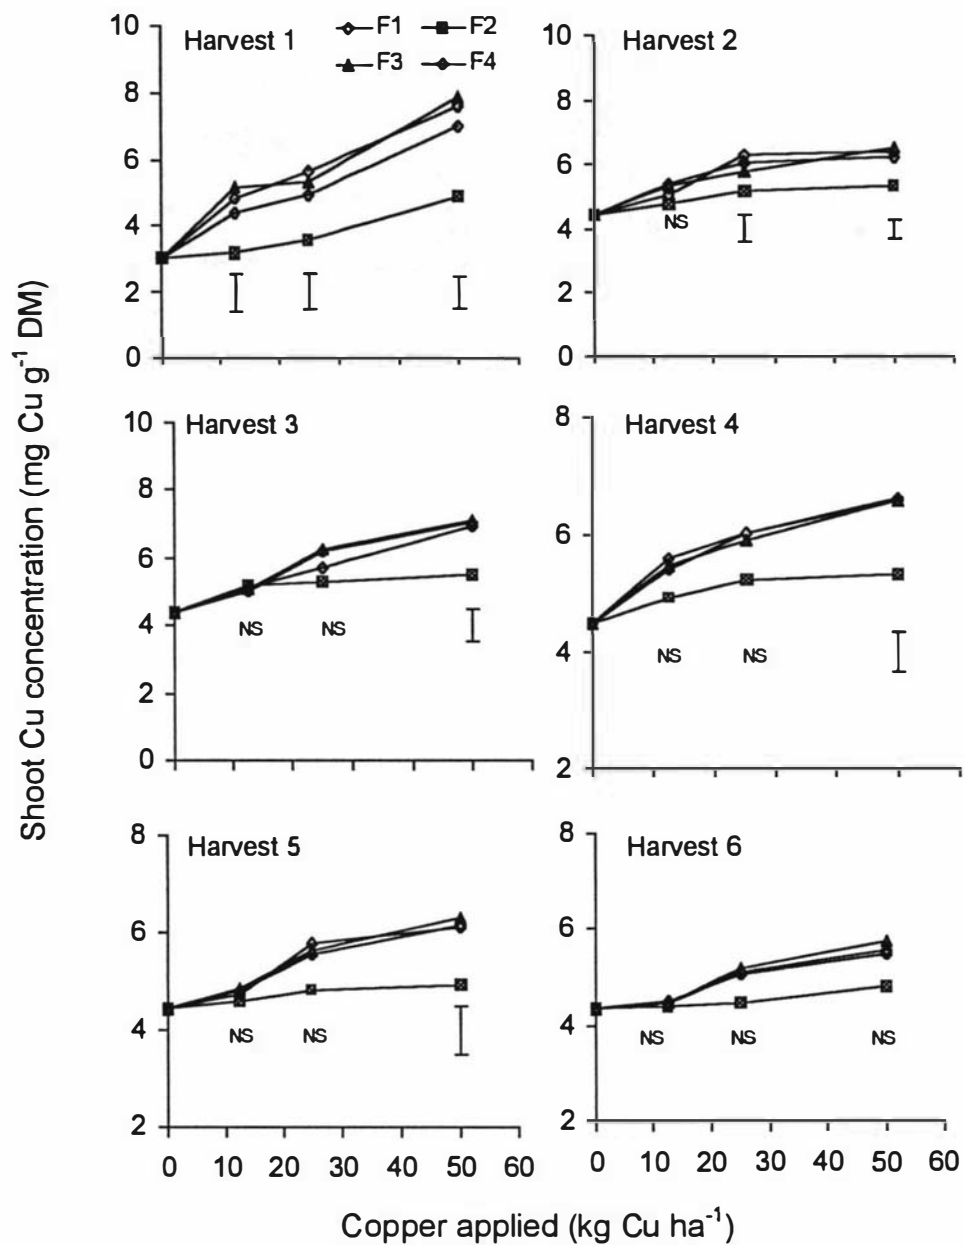 Harvest 1
F1 F2
F3 F4
10
8
6
4
2
0
Harvest 2
10
8
6
4
2
0
NS
Harvest 3
10
8
6
4
2
0
NS NS
Harvest 4
8
6
4
2
NS NS
Harvest 5
8
6
4
2
NS NS
0 10 20 30 40 50 60
Harvest 6
8
6
4
2
NS NS NS
0 10 20 30 40 50 60
Shoot Cu concentration (mg Cu g⁻¹ DM)
Copper applied (kg Cu ha⁻¹)